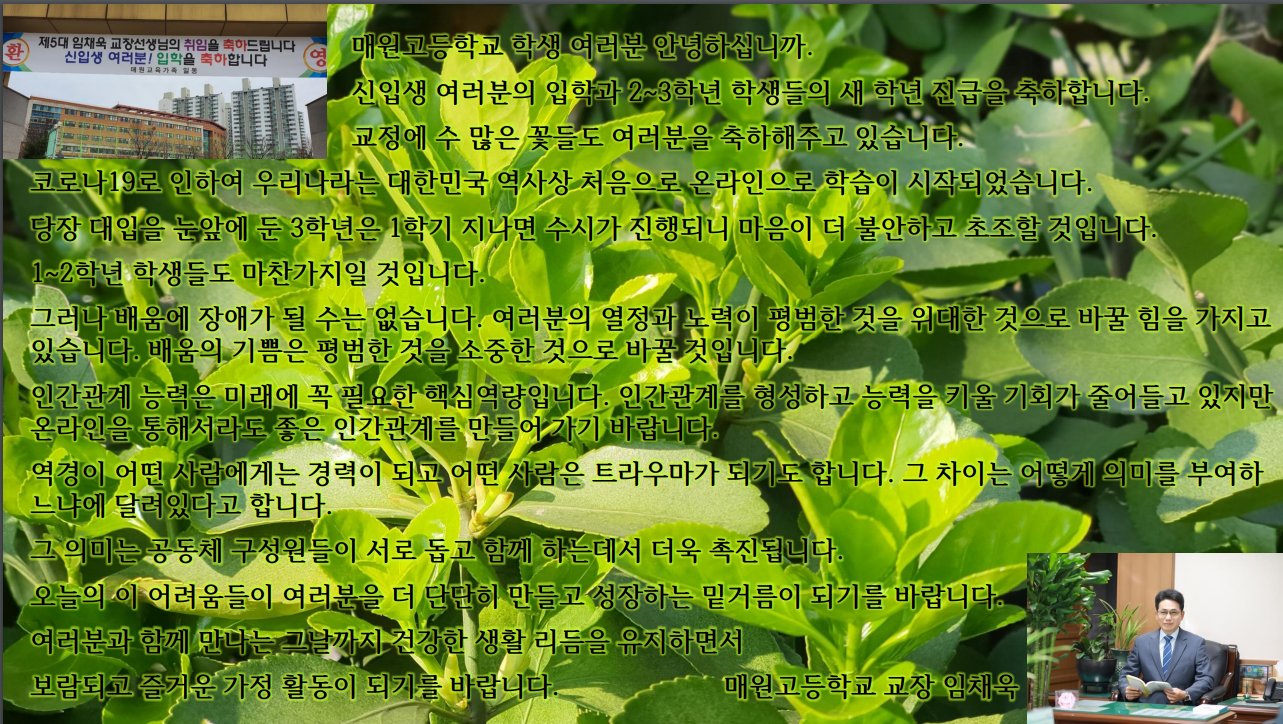 환
제5대 임채욱 교장선생님의 취임을 축하드립니다
신입생 여러분! 입학을 축하합니다
매원교육가족 일동
영
매원고등학교 학생 여러분 안녕하십니까.
신입생 여러분의 입학과 2~3학년 학생들의 새 학년 진급을 축하합니다.
교정에 수 많은 꽃들도 여러분을 축하해주고 있습니다.
코로나19로 인하여 우리나라는 대한민국 역사상 처음으로 온라인으로 학습이 시작되었습니다.
당장 대입을 눈앞에 둔 3학년은 1학기 지나면 수시가 진행되니 마음이 더 불안하고 초조할 것입니다.
1~2학년 학생들도 마찬가지일 것입니다.
그러나 배움에 장애가 될 수는 없습니다. 여러분의 열정과 노력이 평범한 것을 위대한 것으로 바꿀 힘을 가지고
있습니다. 배움의 기쁨은 평범한 것을 소중한 것으로 바꿀 것입니다.
인간관계 능력은 미래에 꼭 필요한 핵심역량입니다. 인간관계를 형성하고 능력을 키울 기회가 줄어들고 있지만
온라인을 통해서라도 좋은 인간관계를 만들어 가기 바랍니다.
역경이 어떤 사람에게는 경력이 되고 어떤 사람은 트라우마가 되기도 합니다. 그 차이는 어떻게 의미를 부여하
느냐에 달려있다고 합니다.
그 의미는 공동체 구성원들이 서로 돕고 함께 하는데서 더욱 촉진됩니다.
오늘의 이 어려움들이 여러분을 더 단단히 만들고 성장하는 밑거름이 되기를 바랍니다.
여러분과 함께 만나는 그날까지 건강한 생활 리듬을 유지하면서
보람되고 즐거운 가정 활동이 되기를 바랍니다.
매원고등학교 교장 임채욱